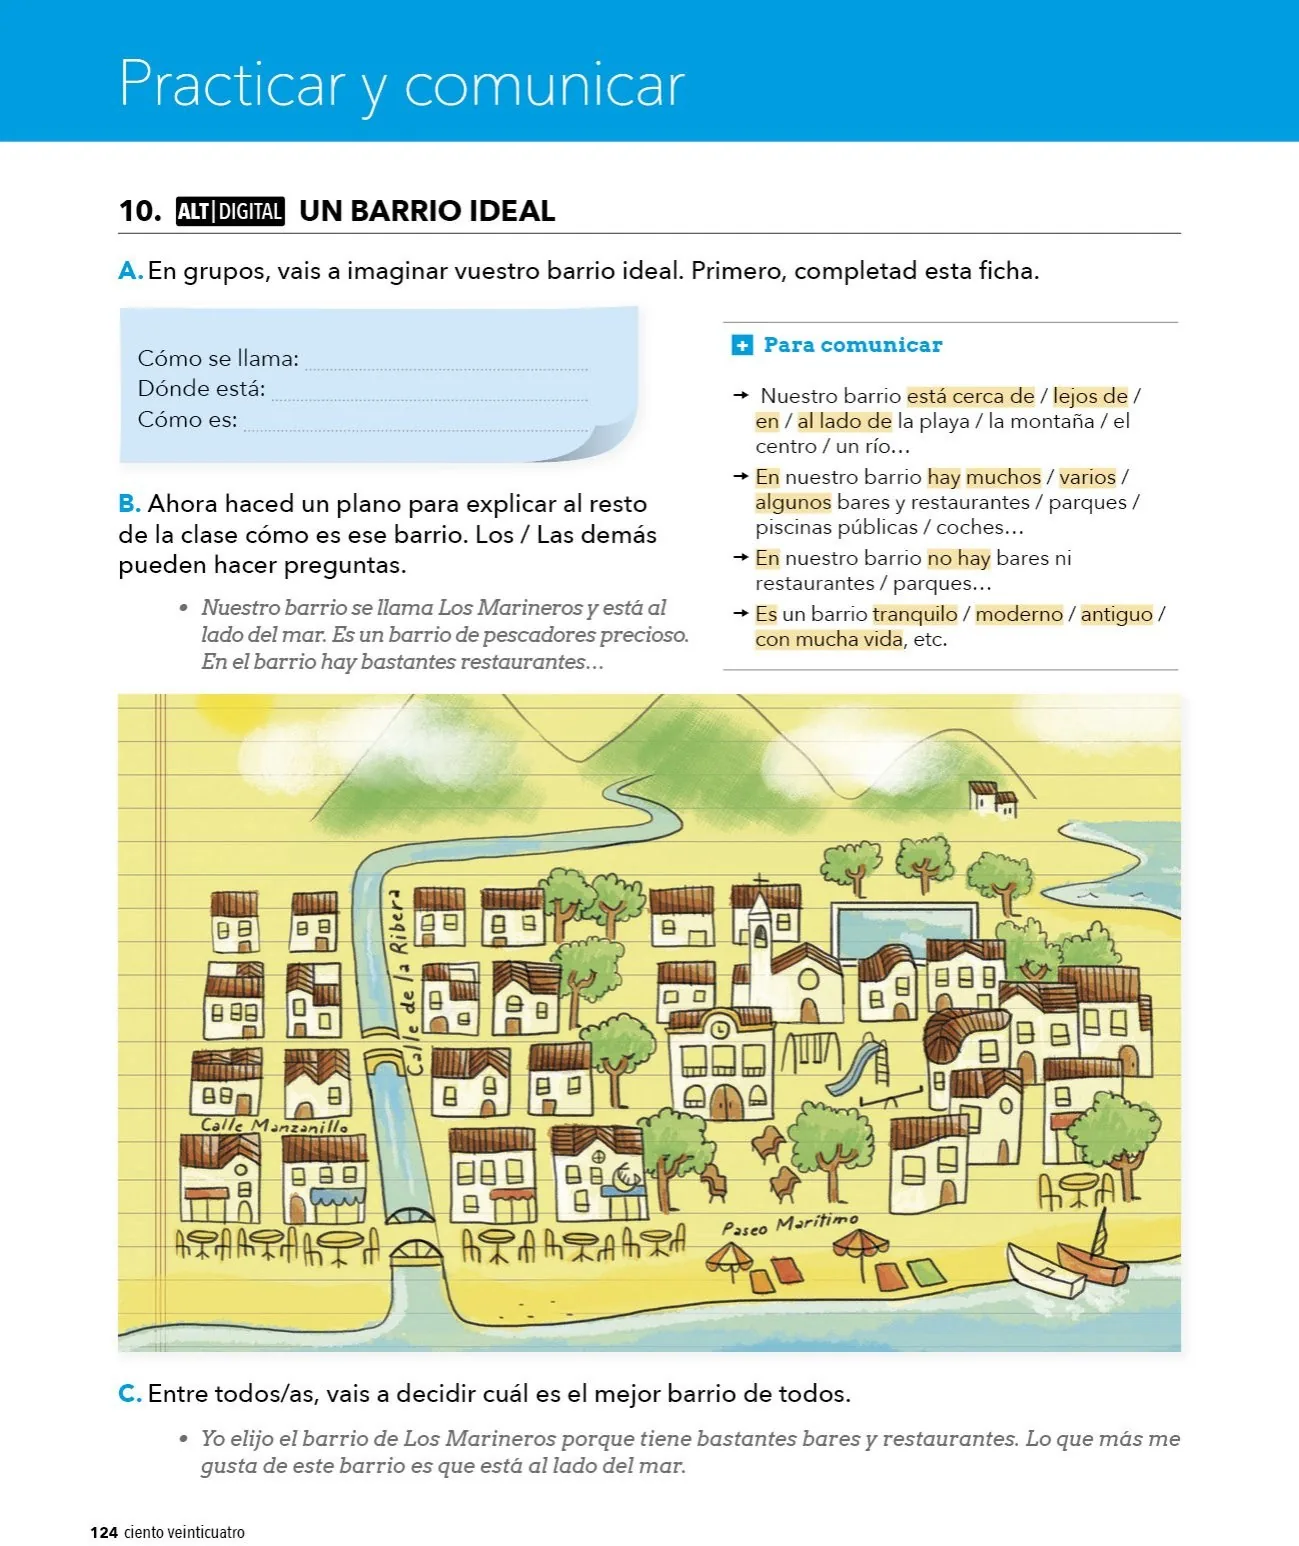 Practicar y comunicar
10. ALT|DIGITAL UN BARRIO IDEAL
A. En grupos, vais a imaginar vuestro barrio ideal. Primero, completad esta ficha.
Cómo se llama:
Dónde está:
Cómo es:
B. Ahora haced un plano para explicar al resto
de la clase cómo es ese barrio. Los / Las demás
pueden hacer preguntas.
• Nuestro barrio se llama Los Marineros y está al
lado del mar. Es un barrio de pescadores precioso.
En el barrio hay bastantes restaurantes...
+ Para comunicar
→ Nuestro barrio está cerca de / lejos de /
en / al lado de la playa / la montaña / el
centro / un río...
→ En nuestro barrio hay muchos / varios /
algunos bares y restaurantes / parques /
piscinas públicas / coches...
→ En nuestro barrio no hay bares ni
restaurantes / parques...
→ Es un barrio tranquilo / moderno / antiguo /
con mucha vida, etc.
Calle de la Ribera
Calle Manzanillo
Paseo Marítimo
C. Entre todos/as, vais a decidir cuál es el mejor barrio de todos.
• Yo elijo el barrio de Los Marineros porque tiene bastantes bares y restaurantes. Lo que más me
gusta de este barrio es que está al lado del mar.
124 ciento veinticuatro